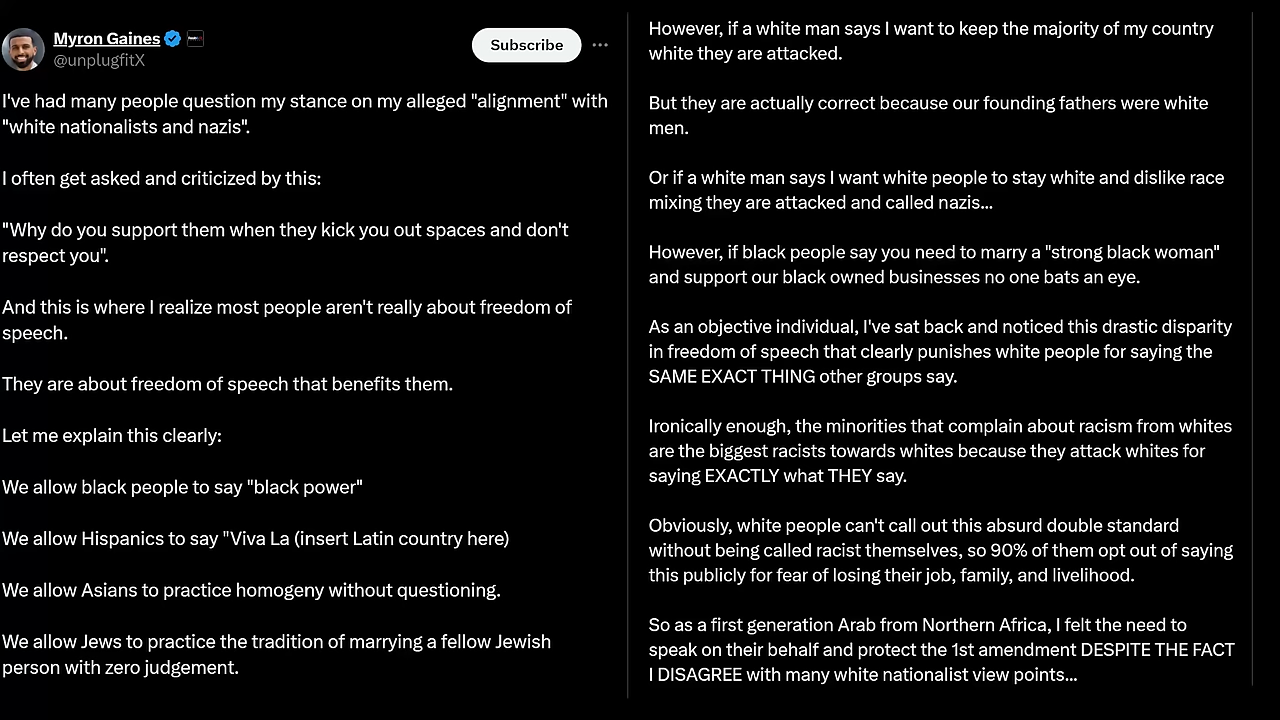 Myron Gaines
@unplugfitX
Subscribe
I've had many people question my stance on my alleged "alignment" with
"white nationalists and nazis".
I often get asked and criticized by this:
"Why do you support them when they kick you out spaces and don't
respect you".
And this is where I realize most people aren't really about freedom of
speech.
They are about freedom of speech that benefits them.
Let me explain this clearly:
We allow black people to say "black power"
We allow Hispanics to say "Viva La (insert Latin country here)
We allow Asians to practice homogeny without questioning.
We allow Jews to practice the tradition of marrying a fellow Jewish
person with zero judgement.
However, if a white man says I want to keep the majority of my country
white they are attacked.
But they are actually correct because our founding fathers were white
men.
Or if a white man says I want white people to stay white and dislike race
mixing they are attacked and called nazis...
However, if black people say you need to marry a "strong black woman"
and support our black owned businesses no one bats an eye.
As an objective individual, I've sat back and noticed this drastic disparity
in freedom of speech that clearly punishes white people for saying the
SAME EXACT THING other groups say.
Ironically enough, the minorities that complain about racism from whites
are the biggest racists towards whites because they attack whites for
saying EXACTLY what THEY say.
Obviously, white people can't call out this absurd double standard
without being called racist themselves, so 90% of them opt out of saying
this publicly for fear of losing their job, family, and livelihood.
So as a first generation Arab from Northern Africa, I felt the need to
speak on their behalf and protect the 1st amendment DESPITE THE FACT
I DISAGREE with many white nationalist view points...